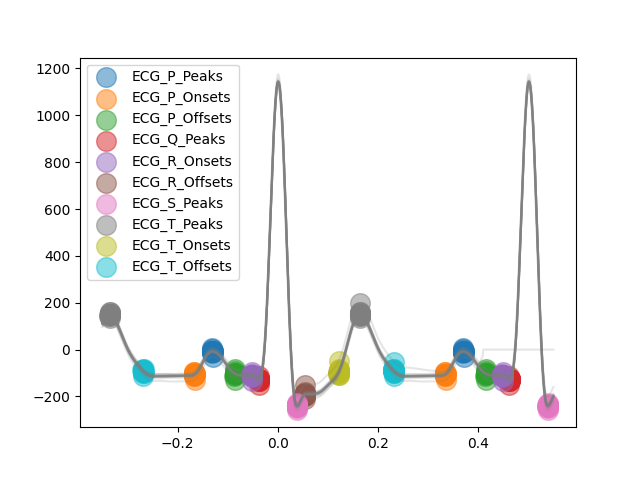 1200
1000
800
600
400
200
0
−200
ECG_P_Peaks
ECG_P_Onsets
ECG_P_Offsets
ECG_Q_Peaks
ECG_R_Onsets
ECG_R_Offsets
ECG_S_Peaks
ECG_T_Peaks
ECG_T_Onsets
ECG_T_Offsets
−0.2 0.0 0.2 0.4